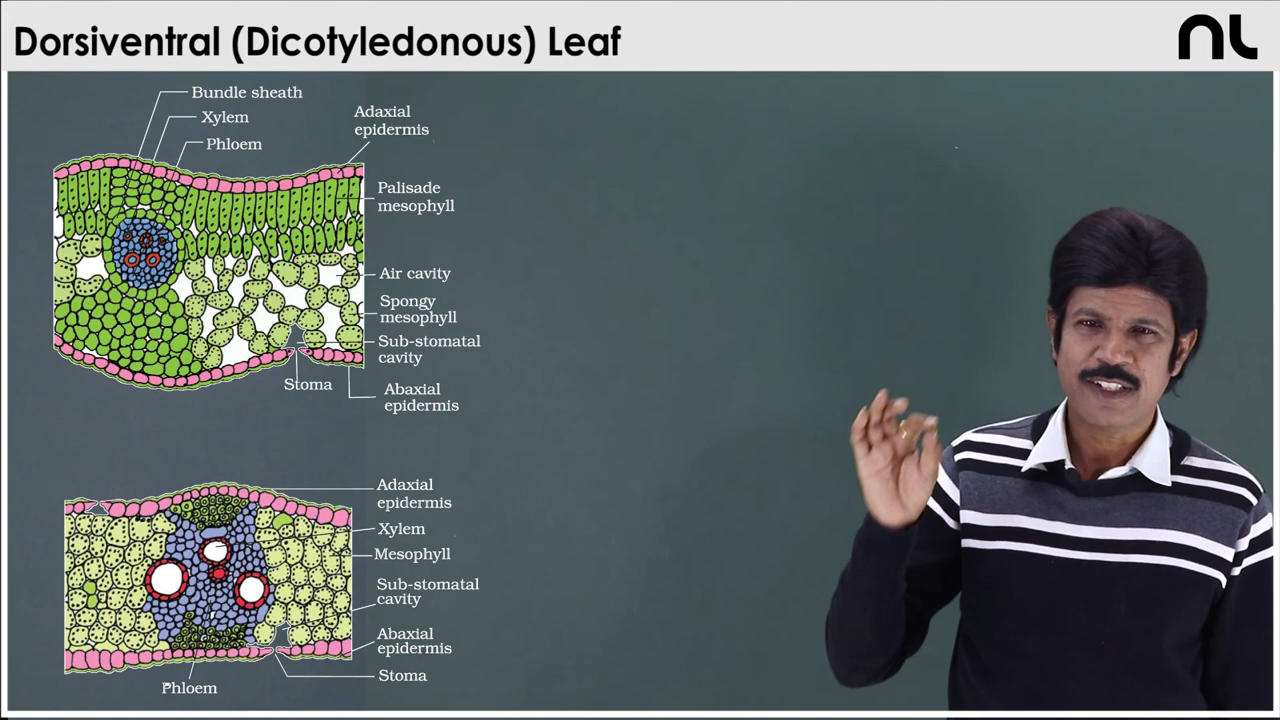 Dorsiventral (Dicotyledonous) Leaf
NL
Bundle sheath
Xylem
Phloem
Adaxial
epidermis
Palisade
mesophyll
Air cavity
Spongy
mesophyll
Sub-stomatal
cavity
Stoma
Abaxial
epidermis
Adaxial
epidermis
Xylem
Mesophyll
Sub-stomatal
cavity
Abaxial
epidermis
Stoma
Phloem